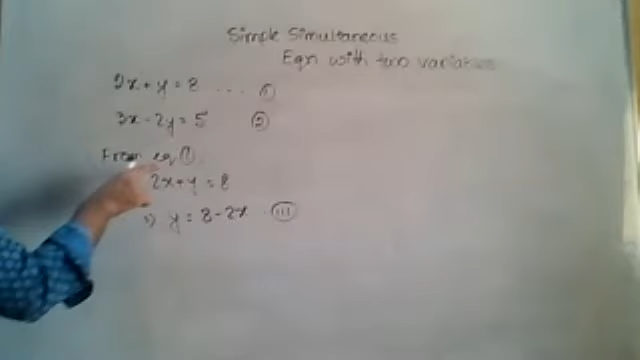 Simple Simultaneous
Eqn with two variables
2x + y = 8 ... ①
3x - 2y = 5 ②
From eq ①
2x + y = 8
y = 8 - 2x (iii)